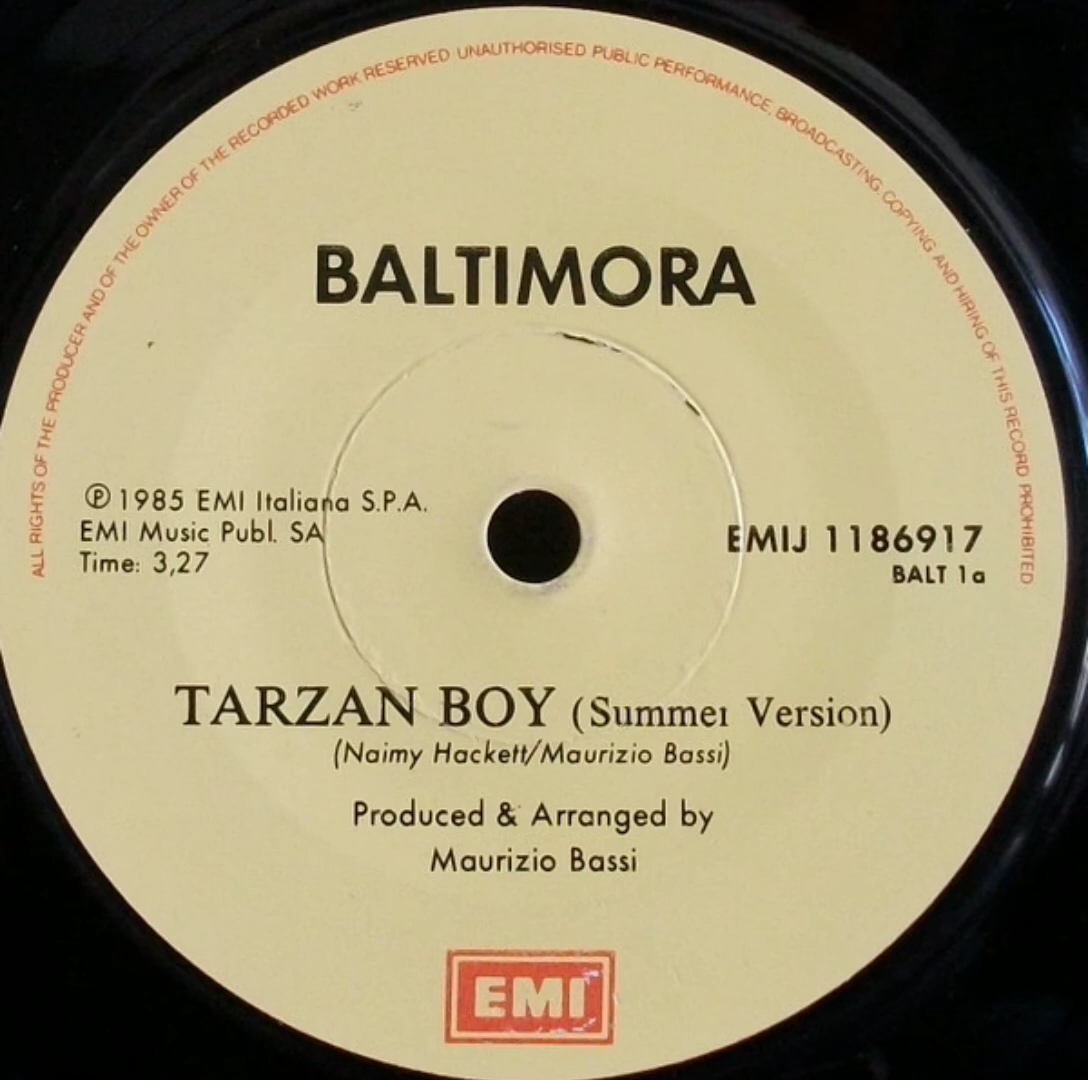 ALL RIGHTS OF THE PRODUCER AND OF THE OWNER OF THE RECORDED WORK RESERVED UNAUTHORISED PUBLIC PERFORMANCE, BROADCASTING, COPYING AND HIRING OF THIS RECORD PROHIBITED
BALTIMORA
℗ 1985 EMI Italiana S.P.A.
EMI Music Publ. SA
Time: 3,27
EMIJ 1186917
BALT 1a
TARZAN BOY (Summer Version)
(Naimy Hackett/Maurizio Bassi)
Produced & Arranged by
Maurizio Bassi
EMI